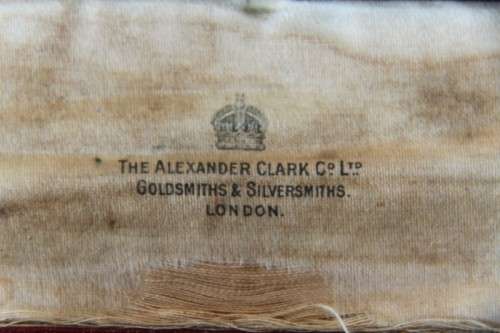 THE ALEXANDER CLARK Co LTD
GOLDSMITHS & SILVERSMITHS.
LONDON.